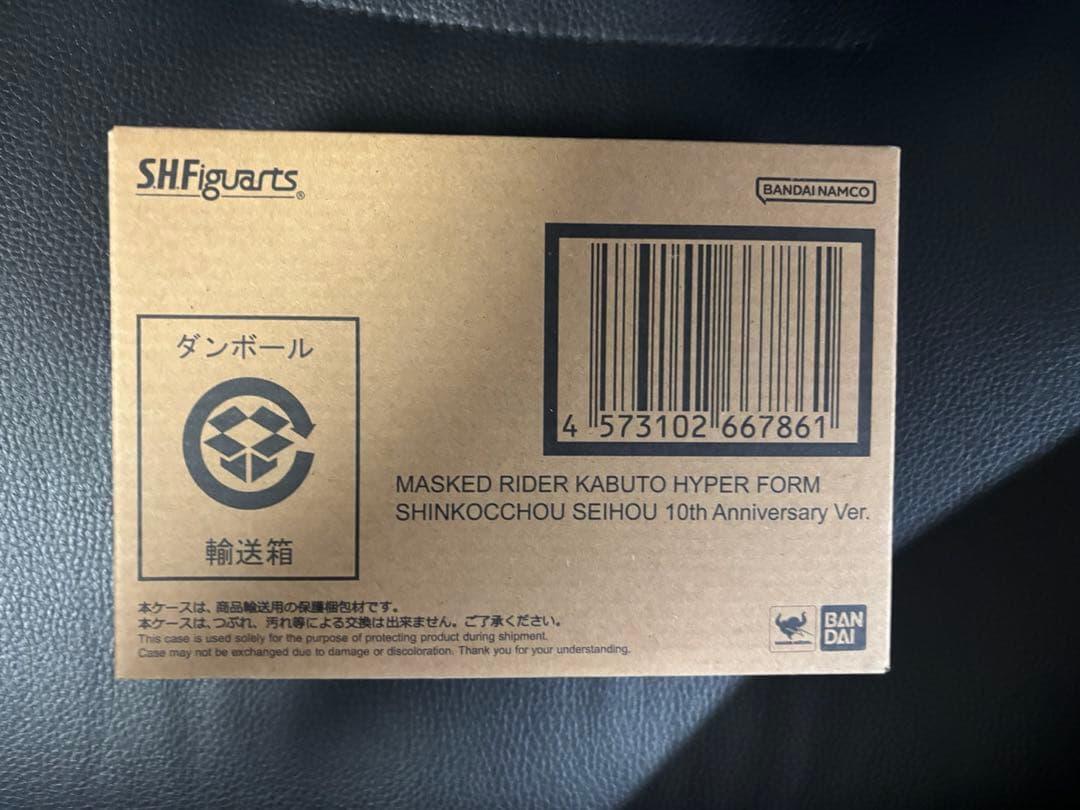 S.H.Figuarts®
BANDAI NAMCO
4 573102 667861
MASKED RIDER KABUTO HYPER FORM
SHINKOCCHOU SEIHOU 10th Anniversary Ver.
ダンボール
輸送箱
本ケースは、商品輸送用の保護梱包材です。
本ケースは、つぶれ、汚れ等による交換は出来ません。ご了承ください。
This case is used solely for the purpose of protecting product during shipment.
Case may not be exchanged due to damage or discoloration. Thank you for your understanding.
BAN
DAI